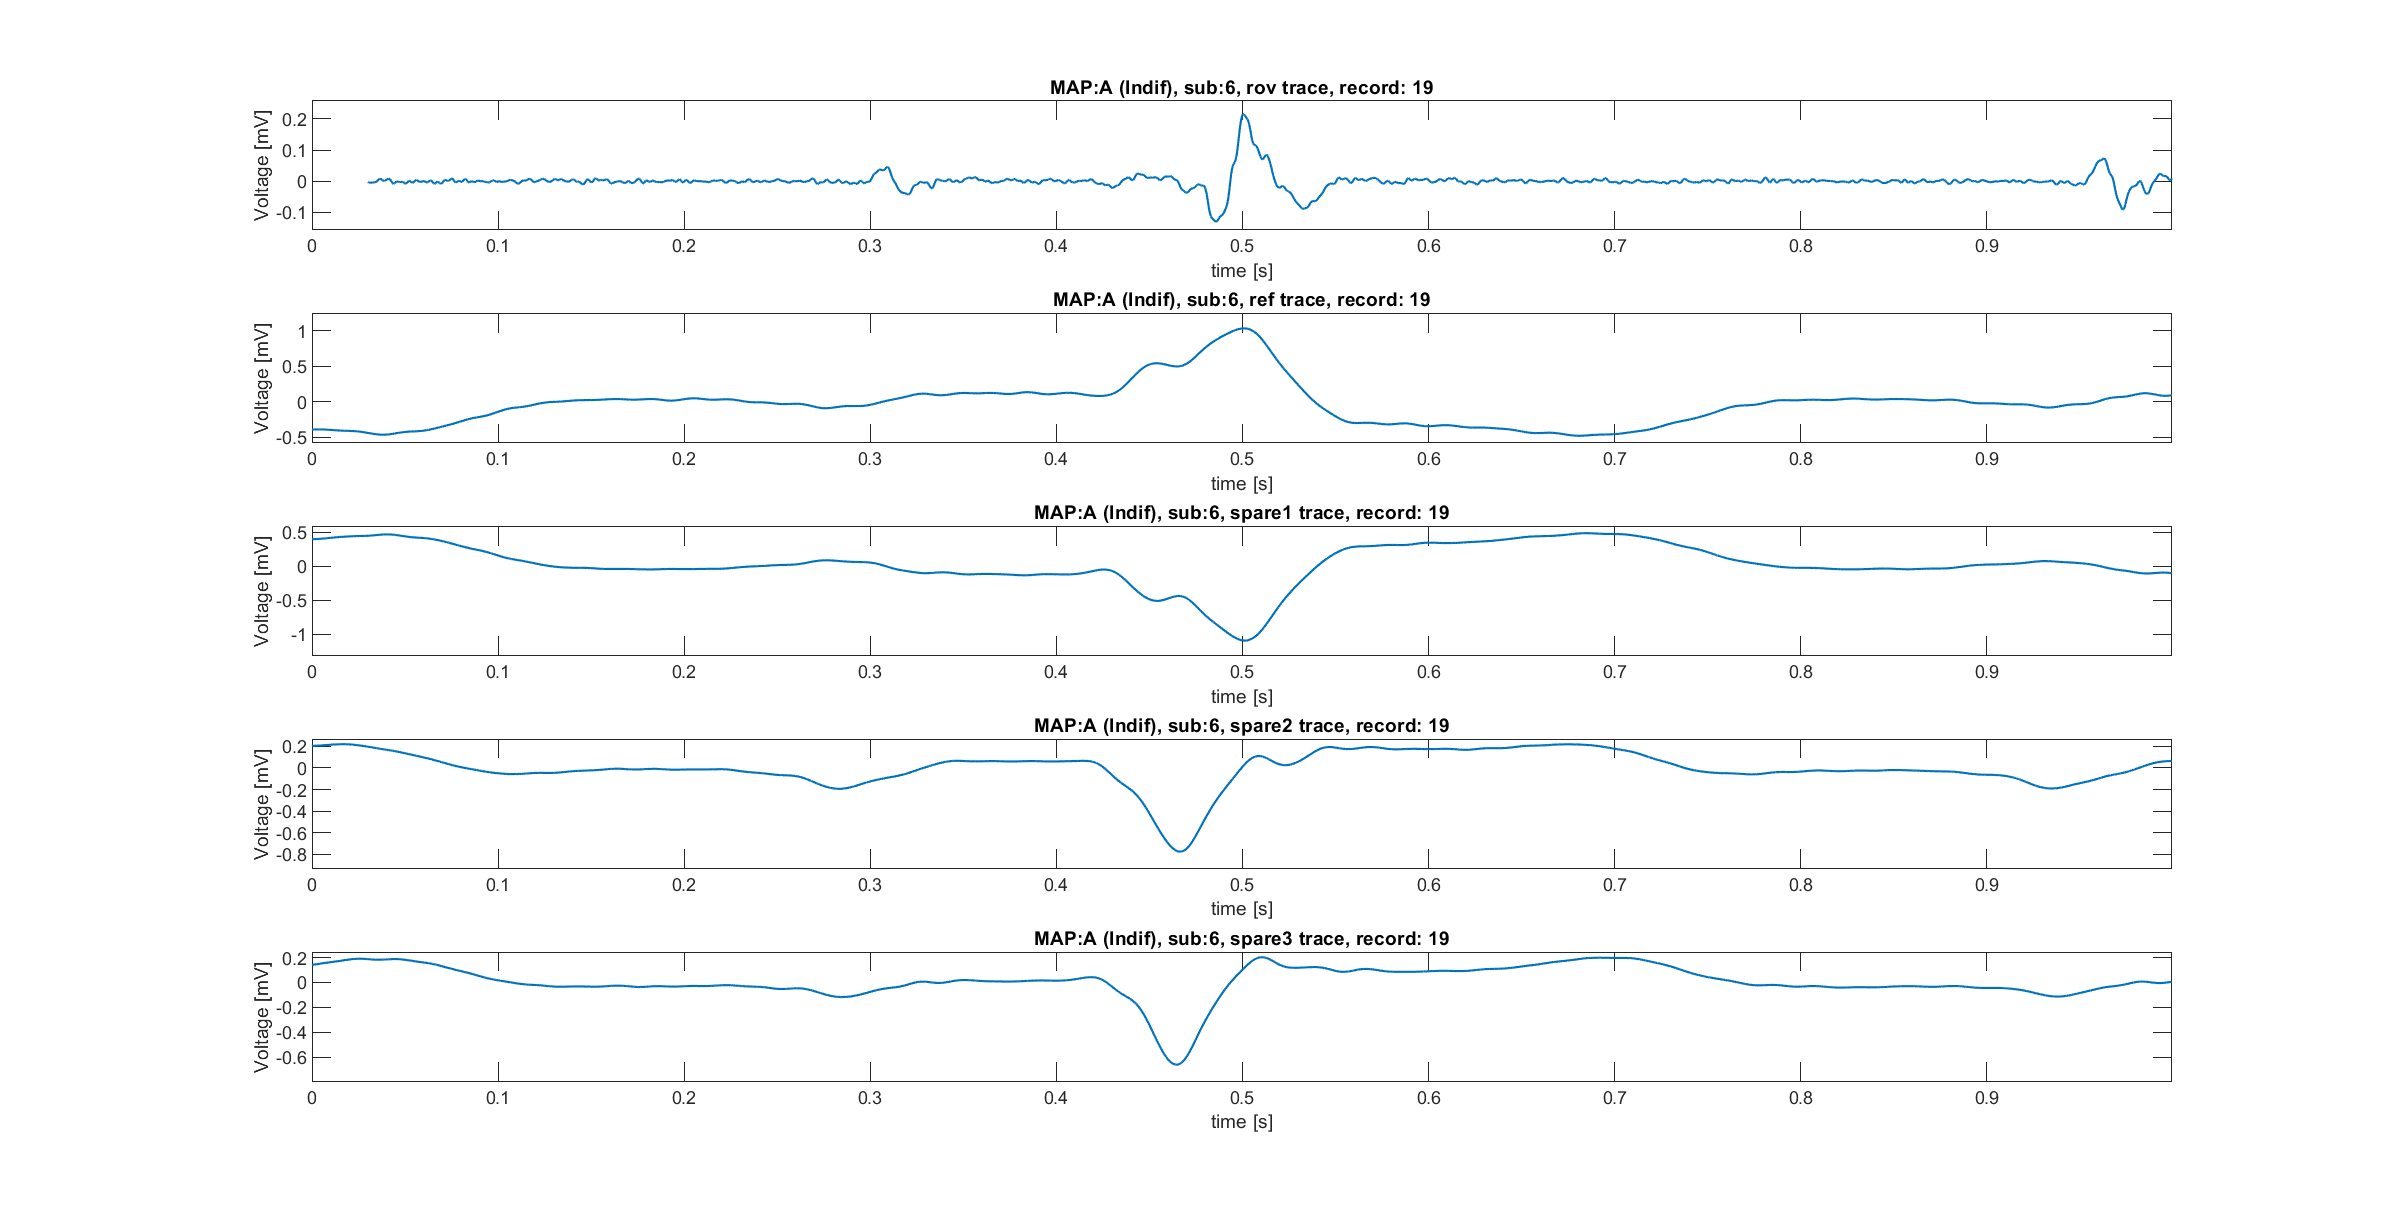 MAP:A (Indif), sub:6, rov trace, record: 19
Voltage [mV]
0.2
0.1
0
-0.1
0 0.1 0.2 0.3 0.4 0.5 0.6 0.7 0.8 0.9
time [s]
MAP:A (Indif), sub:6, ref trace, record: 19
Voltage [mV]
1
0.5
0
-0.5
0 0.1 0.2 0.3 0.4 0.5 0.6 0.7 0.8 0.9
time [s]
MAP:A (Indif), sub:6, spare1 trace, record: 19
Voltage [mV]
0.5
0
-0.5
-1
0 0.1 0.2 0.3 0.4 0.5 0.6 0.7 0.8 0.9
time [s]
MAP:A (Indif), sub:6, spare2 trace, record: 19
Voltage [mV]
0.2
0
-0.2
-0.4
-0.6
-0.8
0 0.1 0.2 0.3 0.4 0.5 0.6 0.7 0.8 0.9
time [s]
MAP:A (Indif), sub:6, spare3 trace, record: 19
Voltage [mV]
0.2
0
-0.2
-0.4
-0.6
0 0.1 0.2 0.3 0.4 0.5 0.6 0.7 0.8 0.9
time [s]